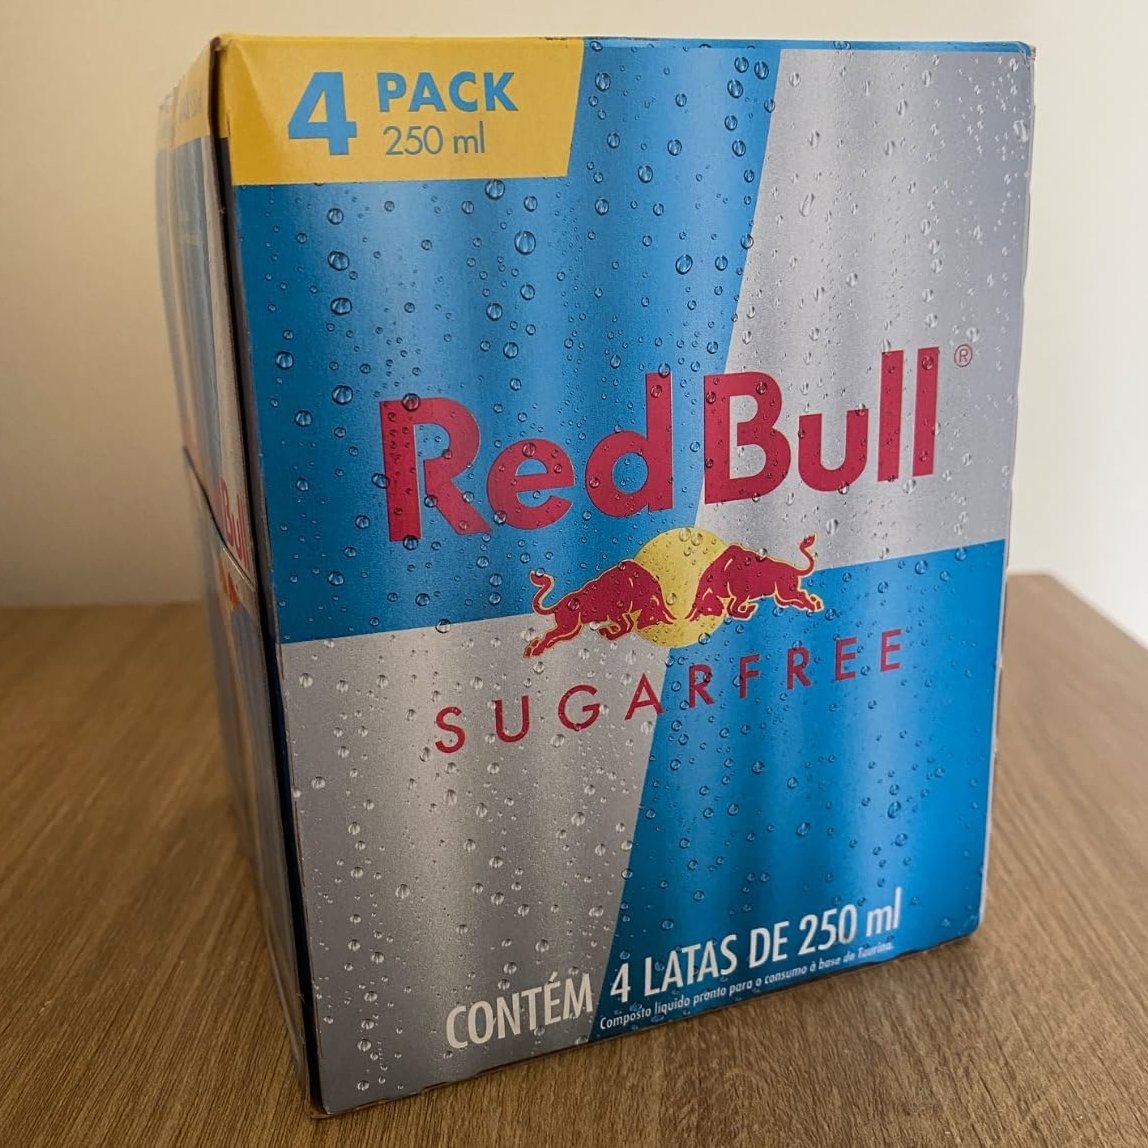 4 PACK
250 ml
Red Bull®
SUGARFREE
CONTÉM 4 LATAS DE 250 ml
Composto líquido pronto para o consumo à base de Taurina.
Bull